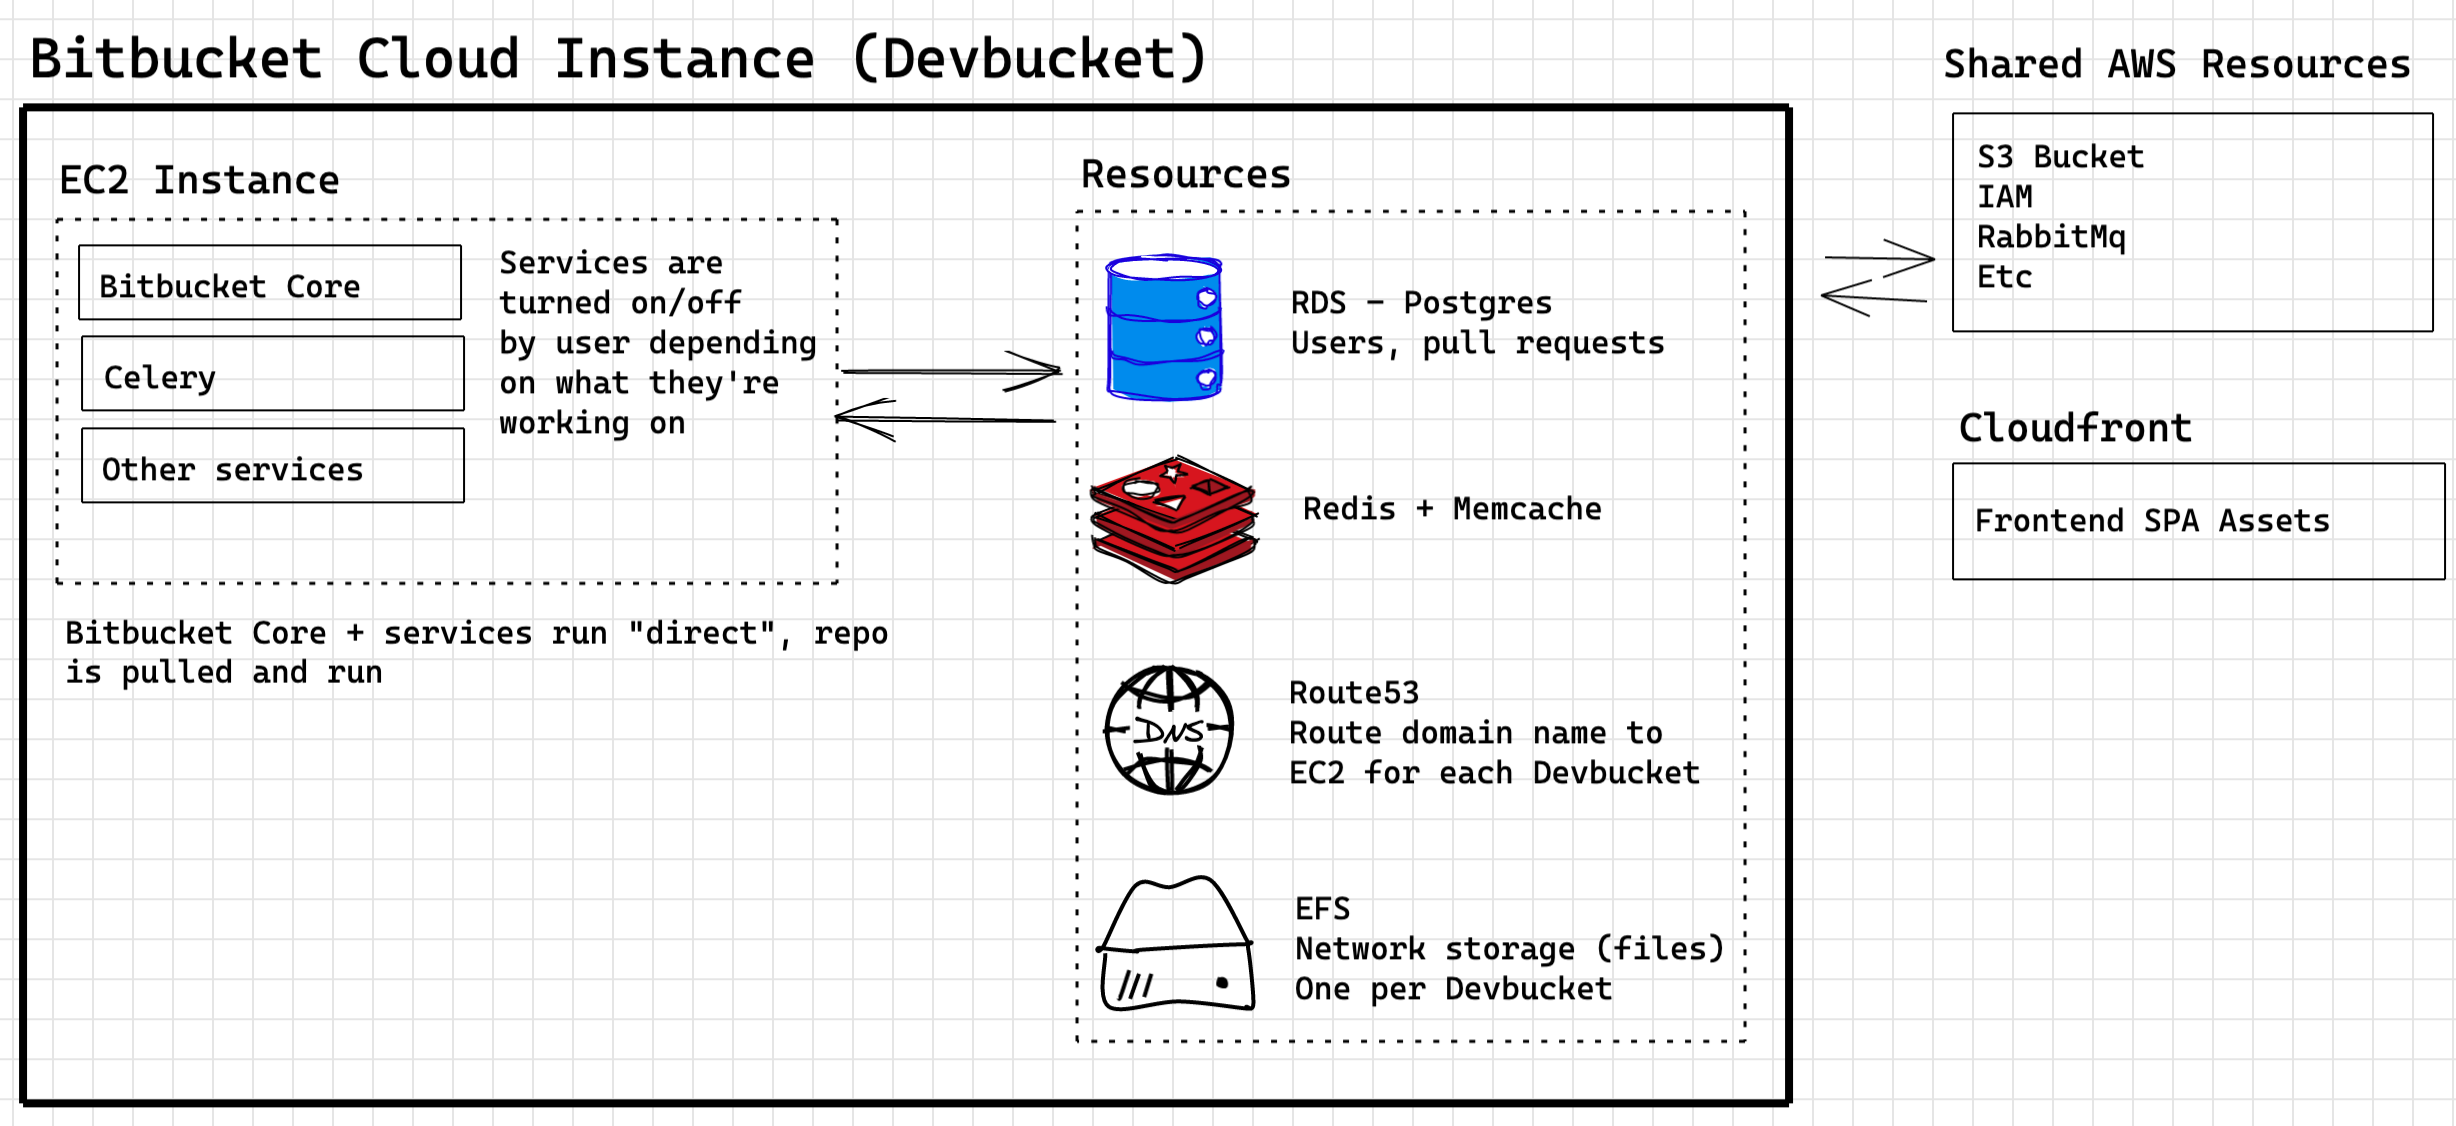 Bitbucket Cloud Instance (Devbucket)
EC2 Instance
Bitbucket Core
Celery
Other services
Services are
turned on/off
by user depending
on what they're
working on
Bitbucket Core + services run "direct", repo
is pulled and run
Resources
RDS - Postgres
Users, pull requests
Redis + Memcache
DNS
Route53
Route domain name to
EC2 for each Devbucket
EFS
Network storage (files)
One per Devbucket
Shared AWS Resources
S3 Bucket
IAM
RabbitMq
Etc
Cloudfront
Frontend SPA Assets